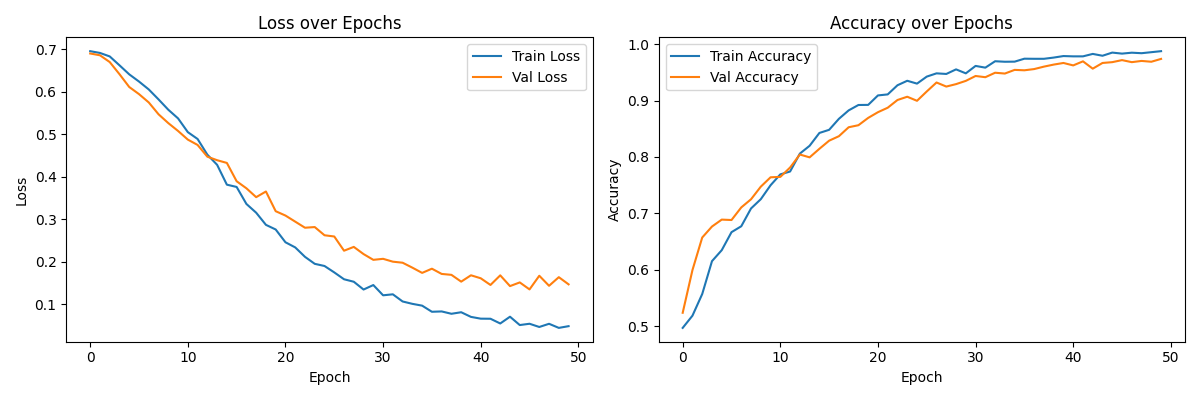 Loss over Epochs
Train Loss
Val Loss
0.7
0.6
0.5
0.4
0.3
0.2
0.1
Loss
0
10
20
30
40
50
Epoch
Accuracy over Epochs
Train Accuracy
Val Accuracy
1.0
0.9
0.8
0.7
0.6
0.5
Accuracy
0
10
20
30
40
50
Epoch